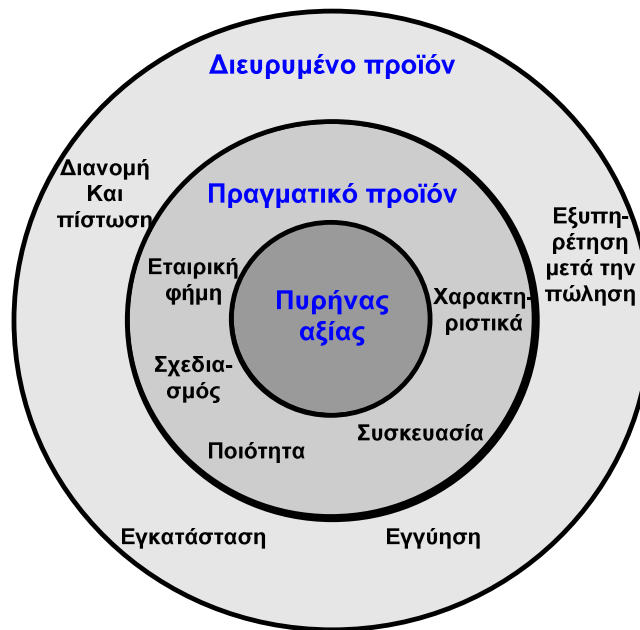 Διευρυμένο προϊόν
Διανομή
Και
πίστωση
Πραγματικό προϊόν
Εξυπη-
ρέτηση
μετά την
πώληση
Εταιρική
φήμη
Πυρήνας
αξίας
Χαρακτη-
ριστικά
Σχεδια-
σμός
Συσκευασία
Ποιότητα
Εγκατάσταση
Εγγύηση